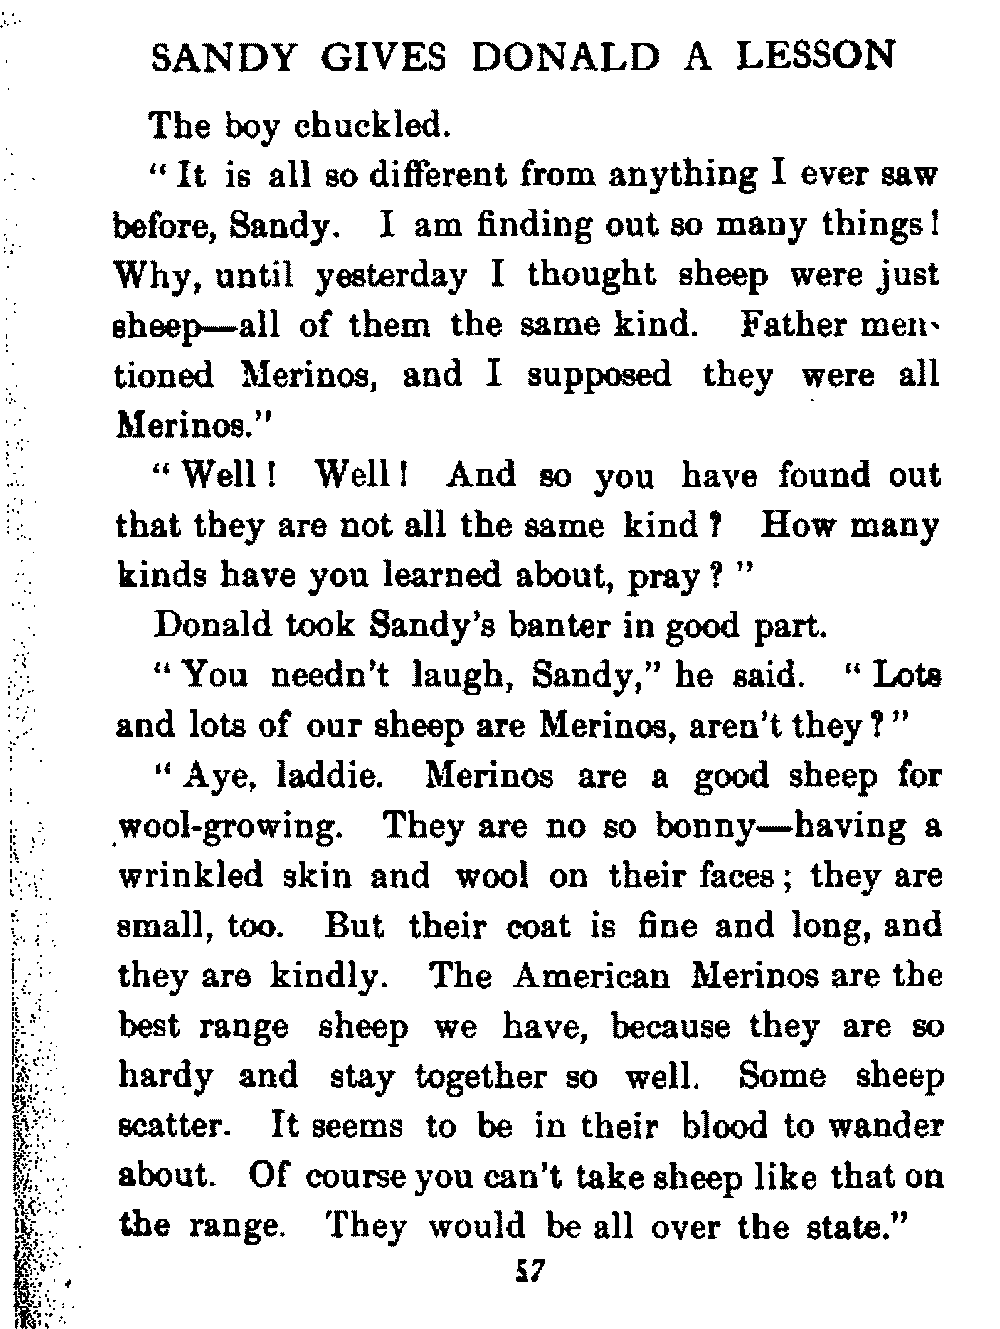 SANDY GIVES DONALD A LESSON
The boy chuckled.
“ It is all so different from anything I ever saw
before, Sandy. I am finding out so many things!
Why, until yesterday I thought sheep were just
sheep—all of them the same kind. Father men-
tioned Merinos, and I supposed they were all
Merinos.”
“ Well! Well! And so you have found out
that they are not all the same kind? How many
kinds have you learned about, pray? ”
Donald took Sandy's banter in good part.
“ You needn't laugh, Sandy,” he said. “ Lots
and lots of our sheep are Merinos, aren't they?”
“ Aye, laddie. Merinos are a good sheep for
wool-growing. They are no so bonny—having a
wrinkled skin and wool on their faces; they are
small, too. But their coat is fine and long, and
they are kindly. The American Merinos are the
best range sheep we have, because they are so
hardy and stay together so well. Some sheep
scatter. It seems to be in their blood to wander
about. Of course you can't take sheep like that on
the range. They would be all over the state.”
57